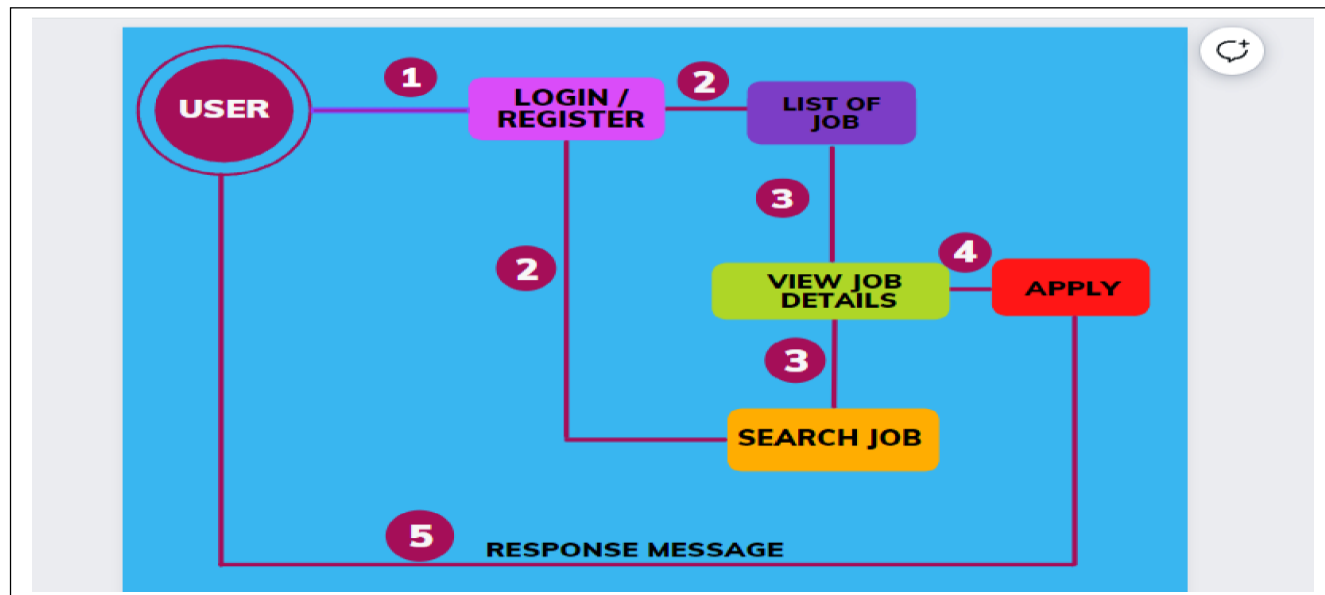 USER
1
LOGIN /
REGISTER
2
LIST OF
JOB
3
2
VIEW JOB
DETAILS
4
APPLY
3
SEARCH JOB
5
RESPONSE MESSAGE